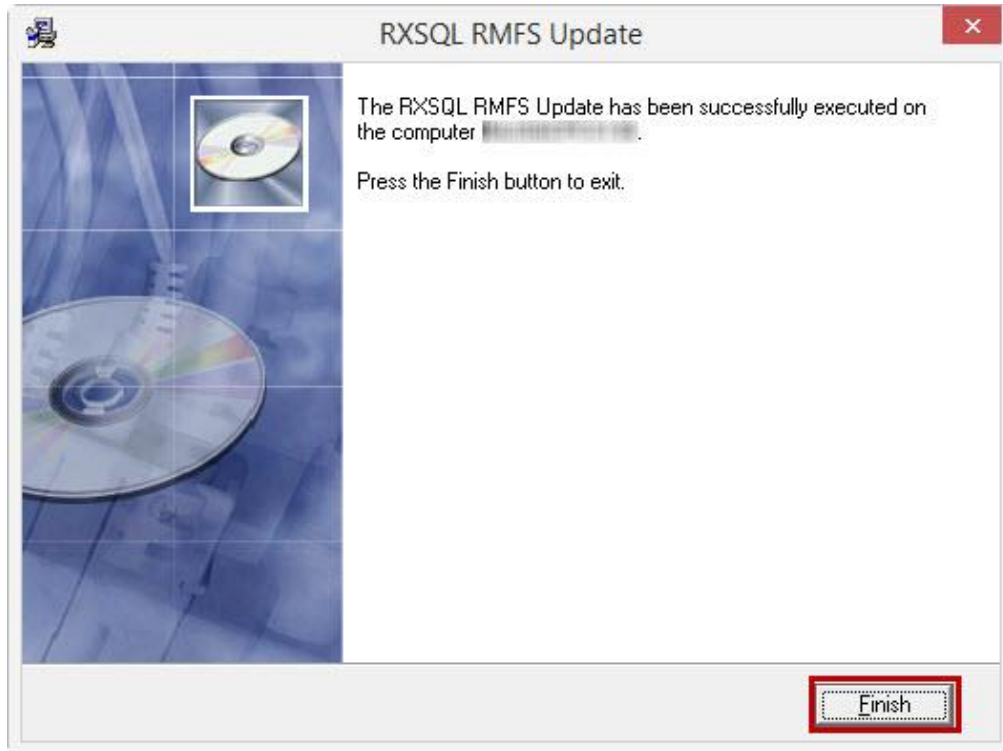 RXSQL RMFS Update
The RXSQL RMFS Update has been successfully executed on
the computer .
Press the Finish button to exit.
Finish